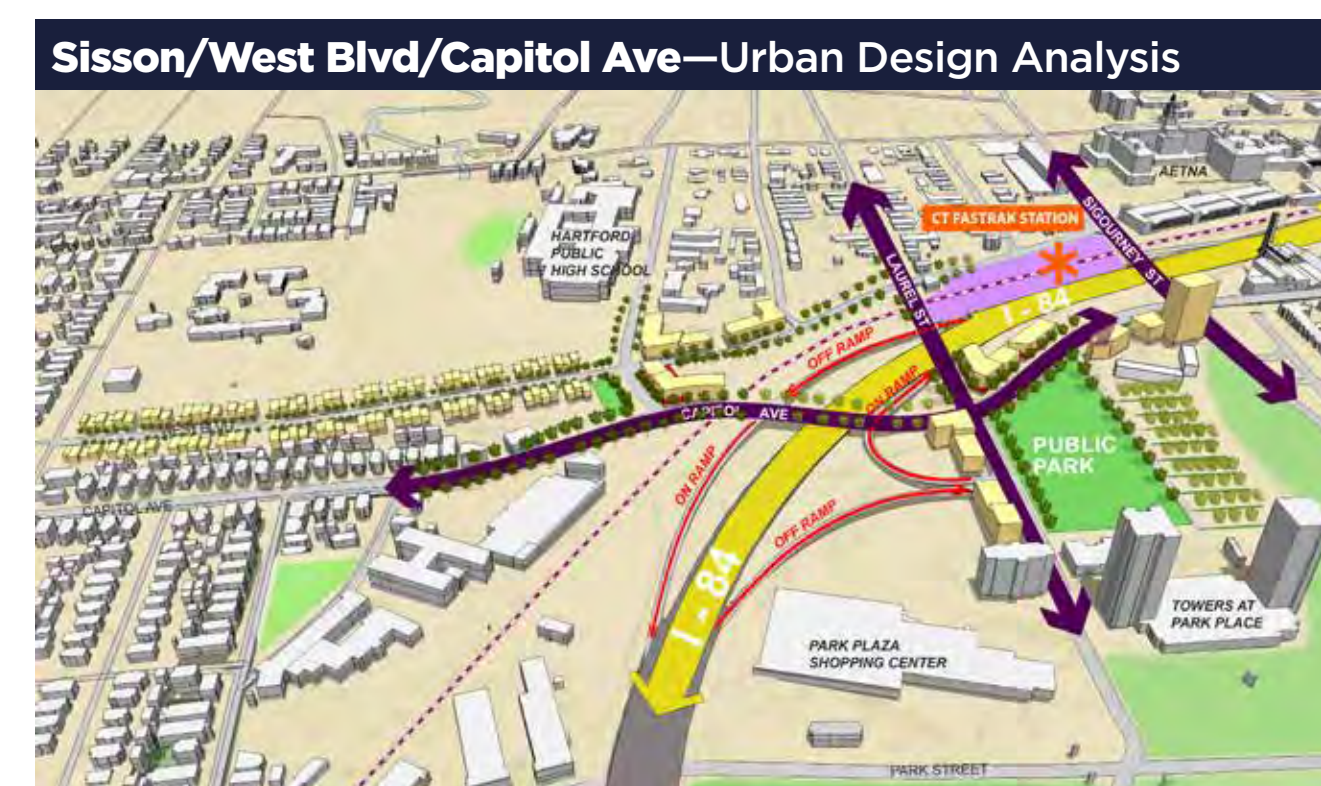 Sisson/West Blvd/Capitol Ave—Urban Design Analysis
AETNA
SIGOURNEY ST
CT FASTRAK STATION
HARTFORD
PUBLIC
HIGH SCHOOL
LAUREL ST
I - 84
OFF RAMP
ON RAMP
CAPITOL AVE
PUBLIC
PARK
ON RAMP
CAPITOL AVE
OFF RAMP
I - 84
TOWERS AT
PARK PLACE
PARK PLAZA
SHOPPING CENTER
PARK STREET